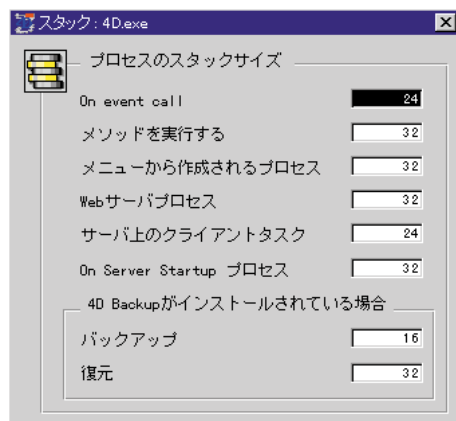 スタック : 4D.exe
プロセスのスタックサイズ
On event call 24
メソッドを実行する 32
メニューから作成されるプロセス 32
Webサーバプロセス 32
サーバ上のクライアントタスク 24
On Server Startup プロセス 32
4D Backupがインストールされている場合
バックアップ 16
復元 32